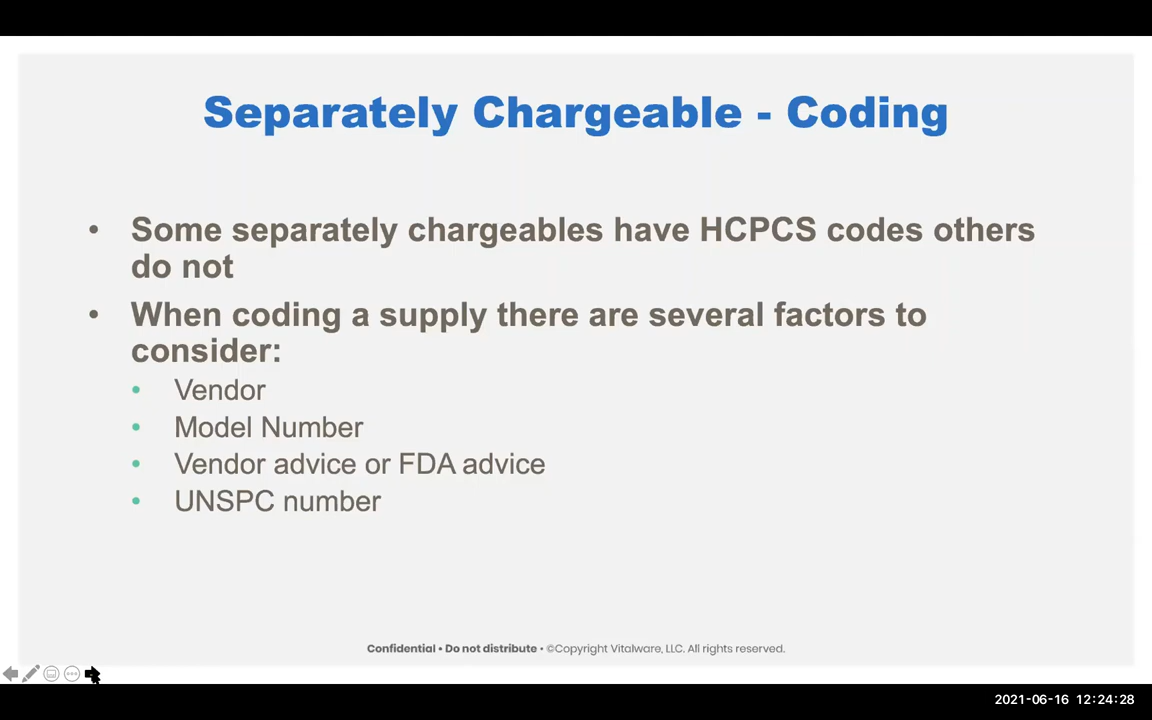 Separately Chargeable - Coding
• Some separately chargeables have HCPCS codes others
do not
• When coding a supply there are several factors to
consider:
• Vendor
• Model Number
• Vendor advice or FDA advice
• UNSPC number
Confidential • Do not distribute • ©Copyright Vitalware, LLC. All rights reserved.
2021-06-16 12:24:28